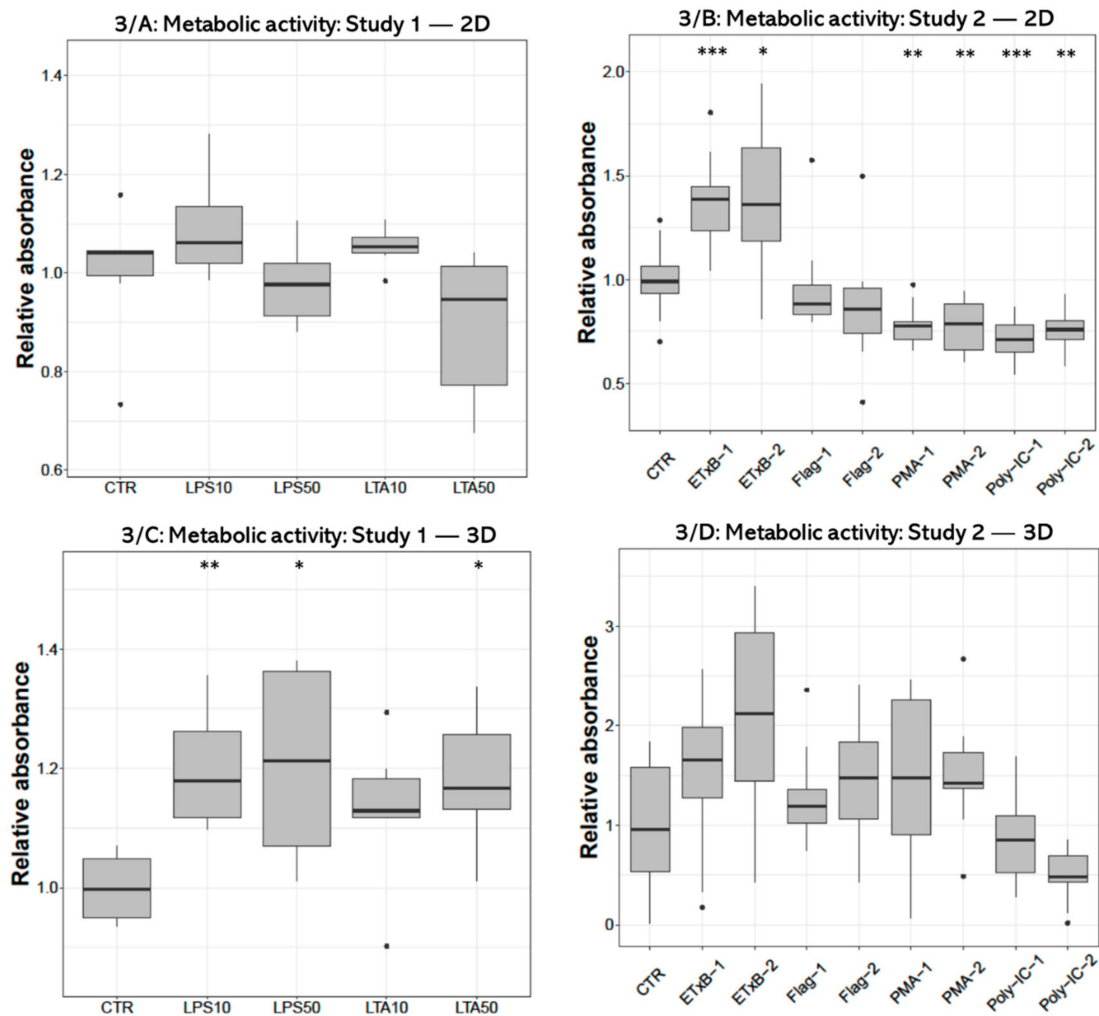 3/A: Metabolic activity: Study 1 — 2D
Relative absorbance
1.4
1.2
1.0
0.8
0.6
CTR LPS10 LPS50 LTA10 LTA50
3/B: Metabolic activity: Study 2 — 2D
Relative absorbance
*** * ** ** *** **
2.0
1.5
1.0
0.5
CTR ETxB-1 ETxB-2 Flag-1 Flag-2 PMA-1 PMA-2 Poly-IC-1 Poly-IC-2
3/C: Metabolic activity: Study 1 — 3D
Relative absorbance
** * *
1.4
1.2
1.0
CTR LPS10 LPS50 LTA10 LTA50
3/D: Metabolic activity: Study 2 — 3D
Relative absorbance
3
2
1
0
CTR ETxB-1 ETxB-2 Flag-1 Flag-2 PMA-1 PMA-2 Poly-IC-1 Poly-IC-2